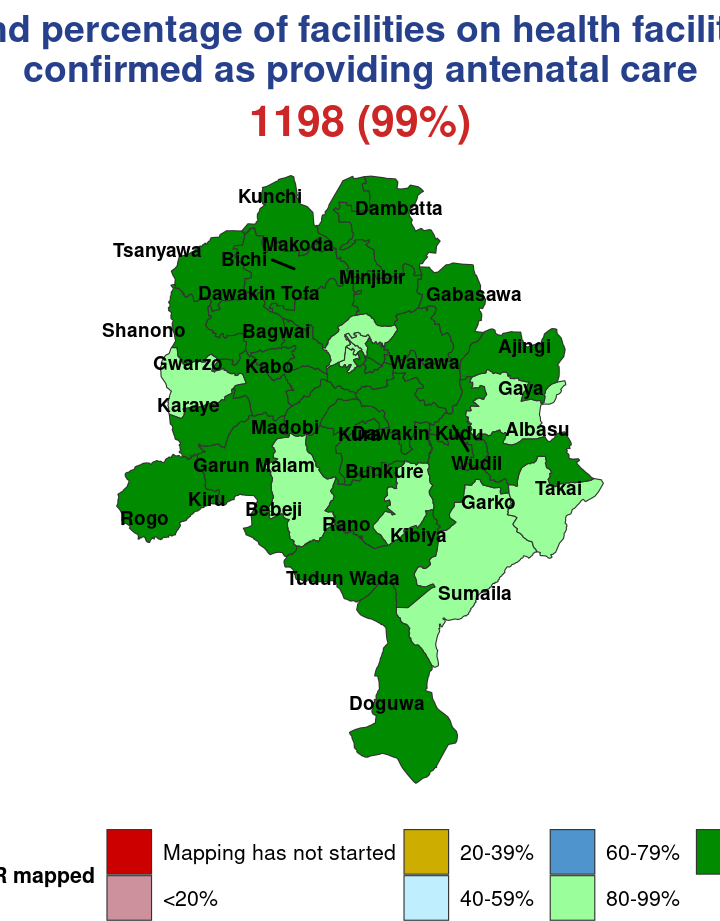 nd percentage of facilities on health facilit
confirmed as providing antenatal care
1198 (99%)
Kunchi
Dambatta
Makoda
Tsanyawa
Bichi
Minjibir
Dawakin Tofa
Gabasawa
Shanono
Bagwai
Ajingi
Gwarzo
Kabo
Warawa
Gaya
Karaye
Madobi
Kura
Dawakin Kudu
Albasu
Garun Malam
Bunkure
Wudil
Takai
Kiru
Bebeji
Garko
Rogo
Rano
Kibiya
Tudun Wada
Sumaila
Doguwa
R mapped
Mapping has not started
20-39%
60-79%
<20%
40-59%
80-99%